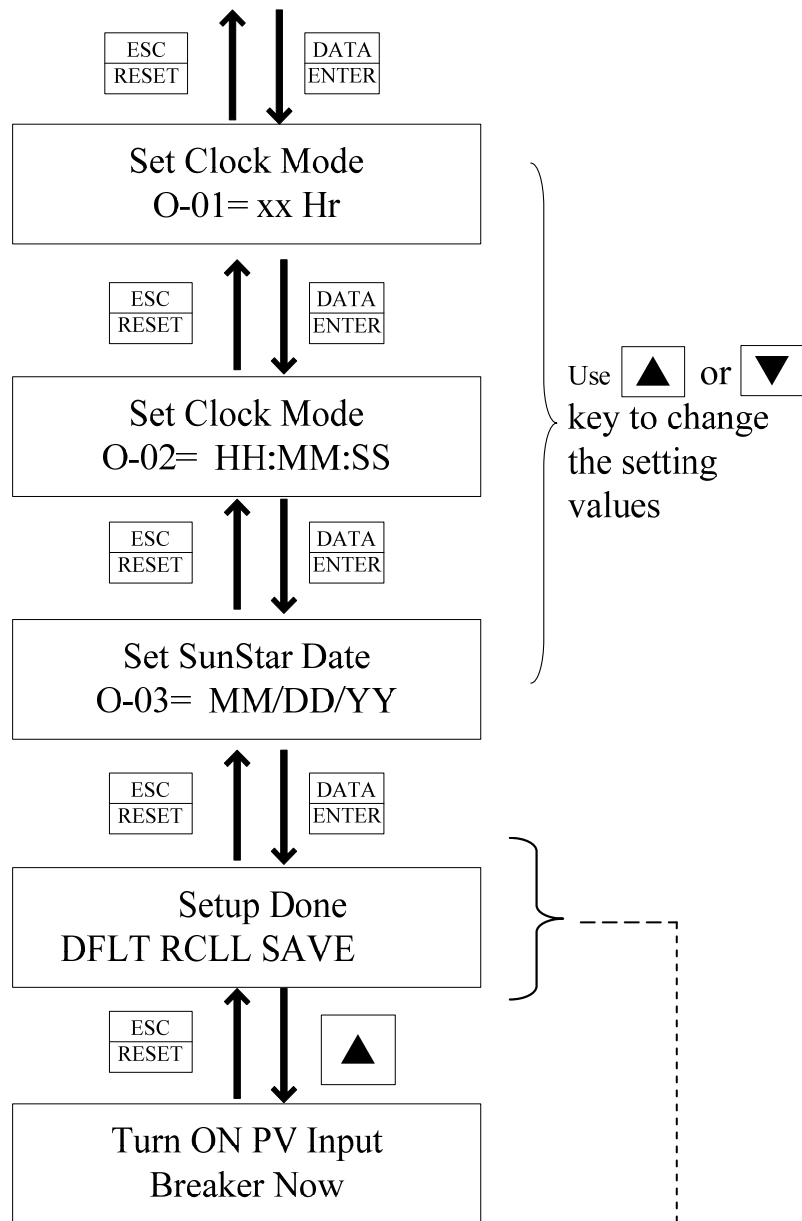 ESC
RESET
DATA
ENTER
Set Clock Mode
O-01= xx Hr
ESC
RESET
DATA
ENTER
Set Clock Mode
O-02= HH:MM:SS
Use ▲ or ▼
key to change
the setting
values
ESC
RESET
DATA
ENTER
Set SunStar Date
O-03= MM/DD/YY
ESC
RESET
DATA
ENTER
Setup Done
DFLT RCLL SAVE
ESC
RESET
▲
Turn ON PV Input
Breaker Now